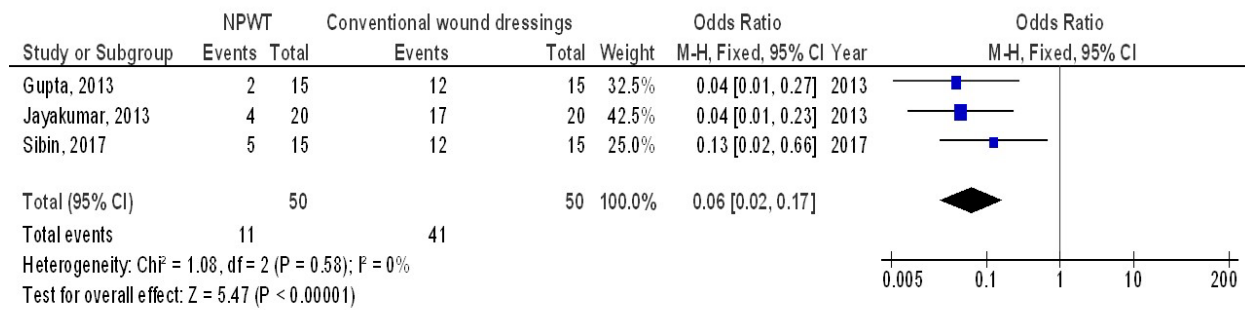 NPWT Conventional wound dressings Odds Ratio Odds Ratio
Study or Subgroup Events Total Events Total Weight M-H, Fixed, 95% CI Year M-H, Fixed, 95% CI
Gupta, 2013 2 15 12 15 32.5% 0.04 [0.01, 0.27] 2013
Jayakumar, 2013 4 20 17 20 42.5% 0.04 [0.01, 0.23] 2013
Sibin, 2017 5 15 12 15 25.0% 0.13 [0.02, 0.66] 2017
Total (95% CI) 50 50 100.0% 0.06 [0.02, 0.17]
Total events 11 41
Heterogeneity: Chi² = 1.08, df = 2 (P = 0.58); I² = 0%
Test for overall effect: Z = 5.47 (P < 0.00001)
0.005 0.1 1 10 200